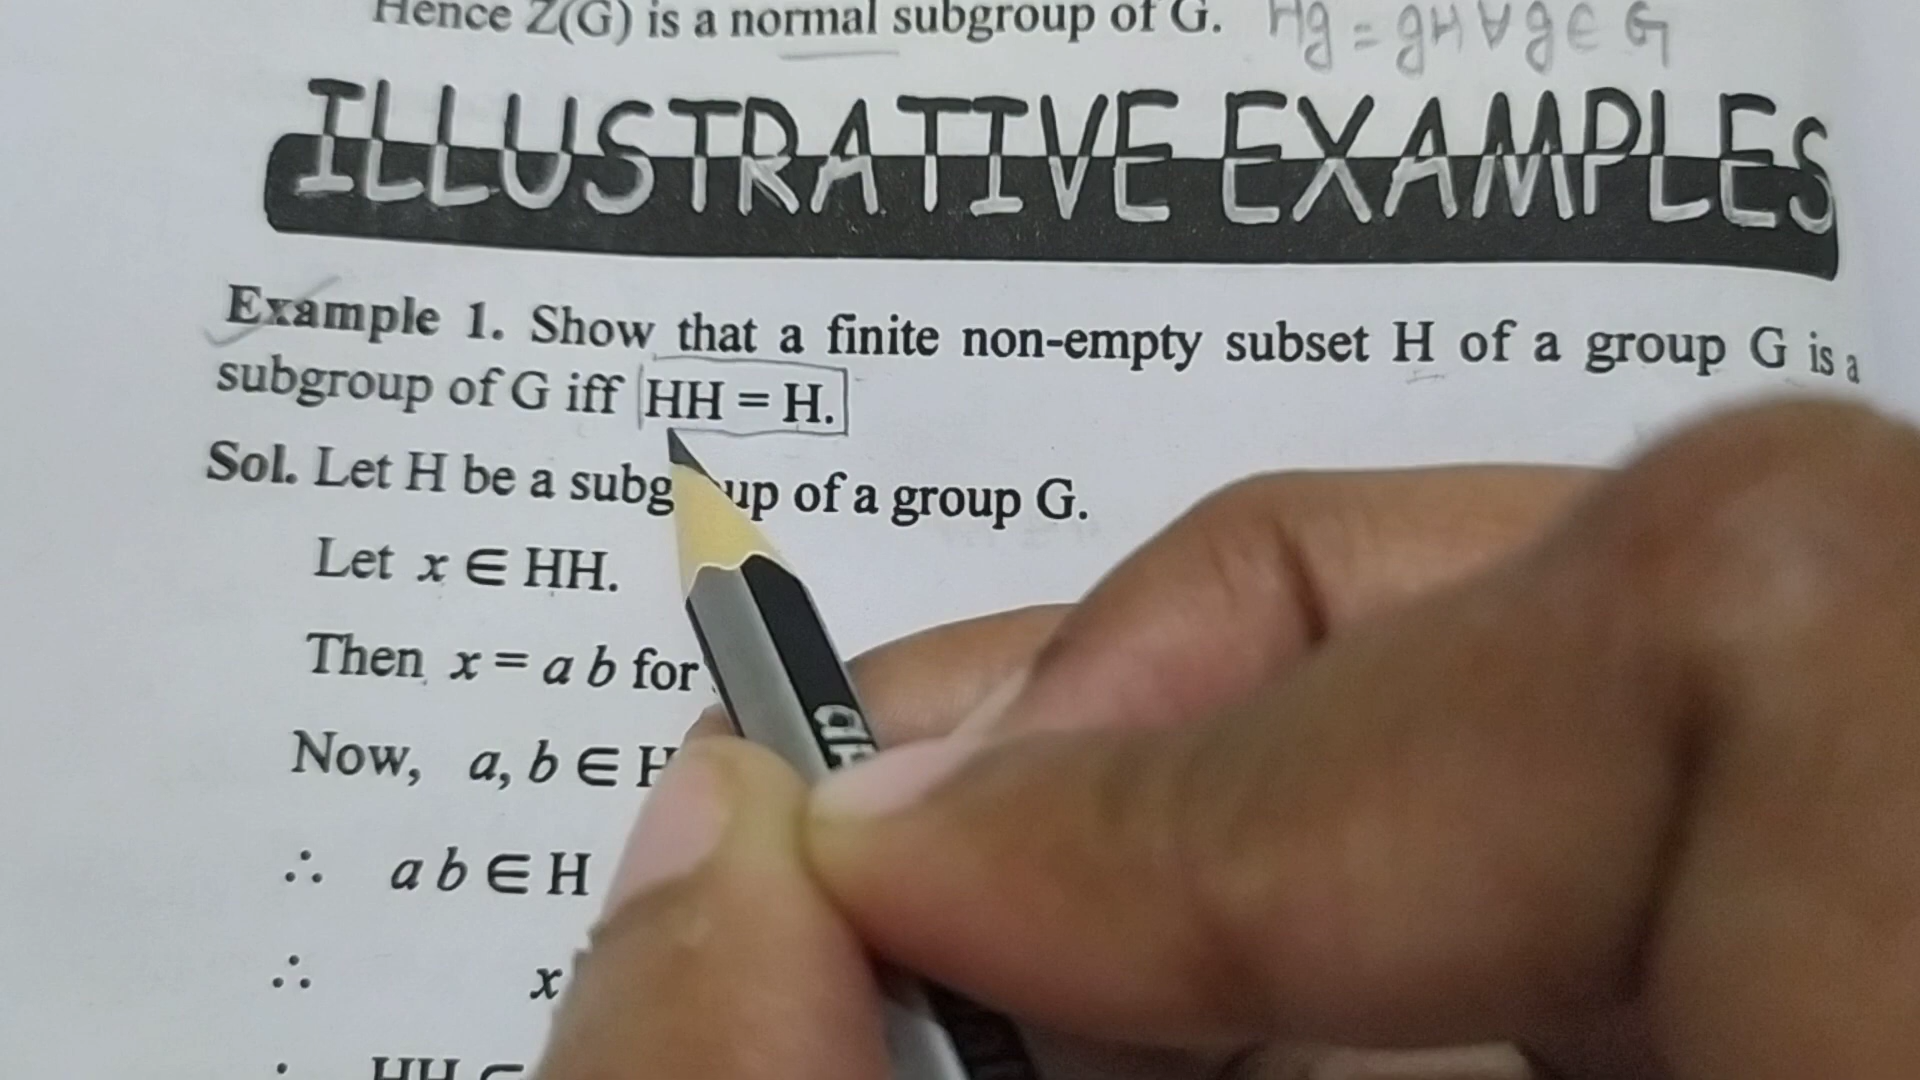 Hence Z(G) is a normal subgroup of G. Hg = gH ∀ g ∈ G
ILLUSTRATIVE EXAMPLES
Example 1. Show that a finite non-empty subset H of a group G is a
subgroup of G iff HH = H.
Sol. Let H be a subg up of a group G.
Let x ∈ HH.
Then x = a b for
Now, a, b ∈ H
∴ a b ∈ H
∴ x
HH